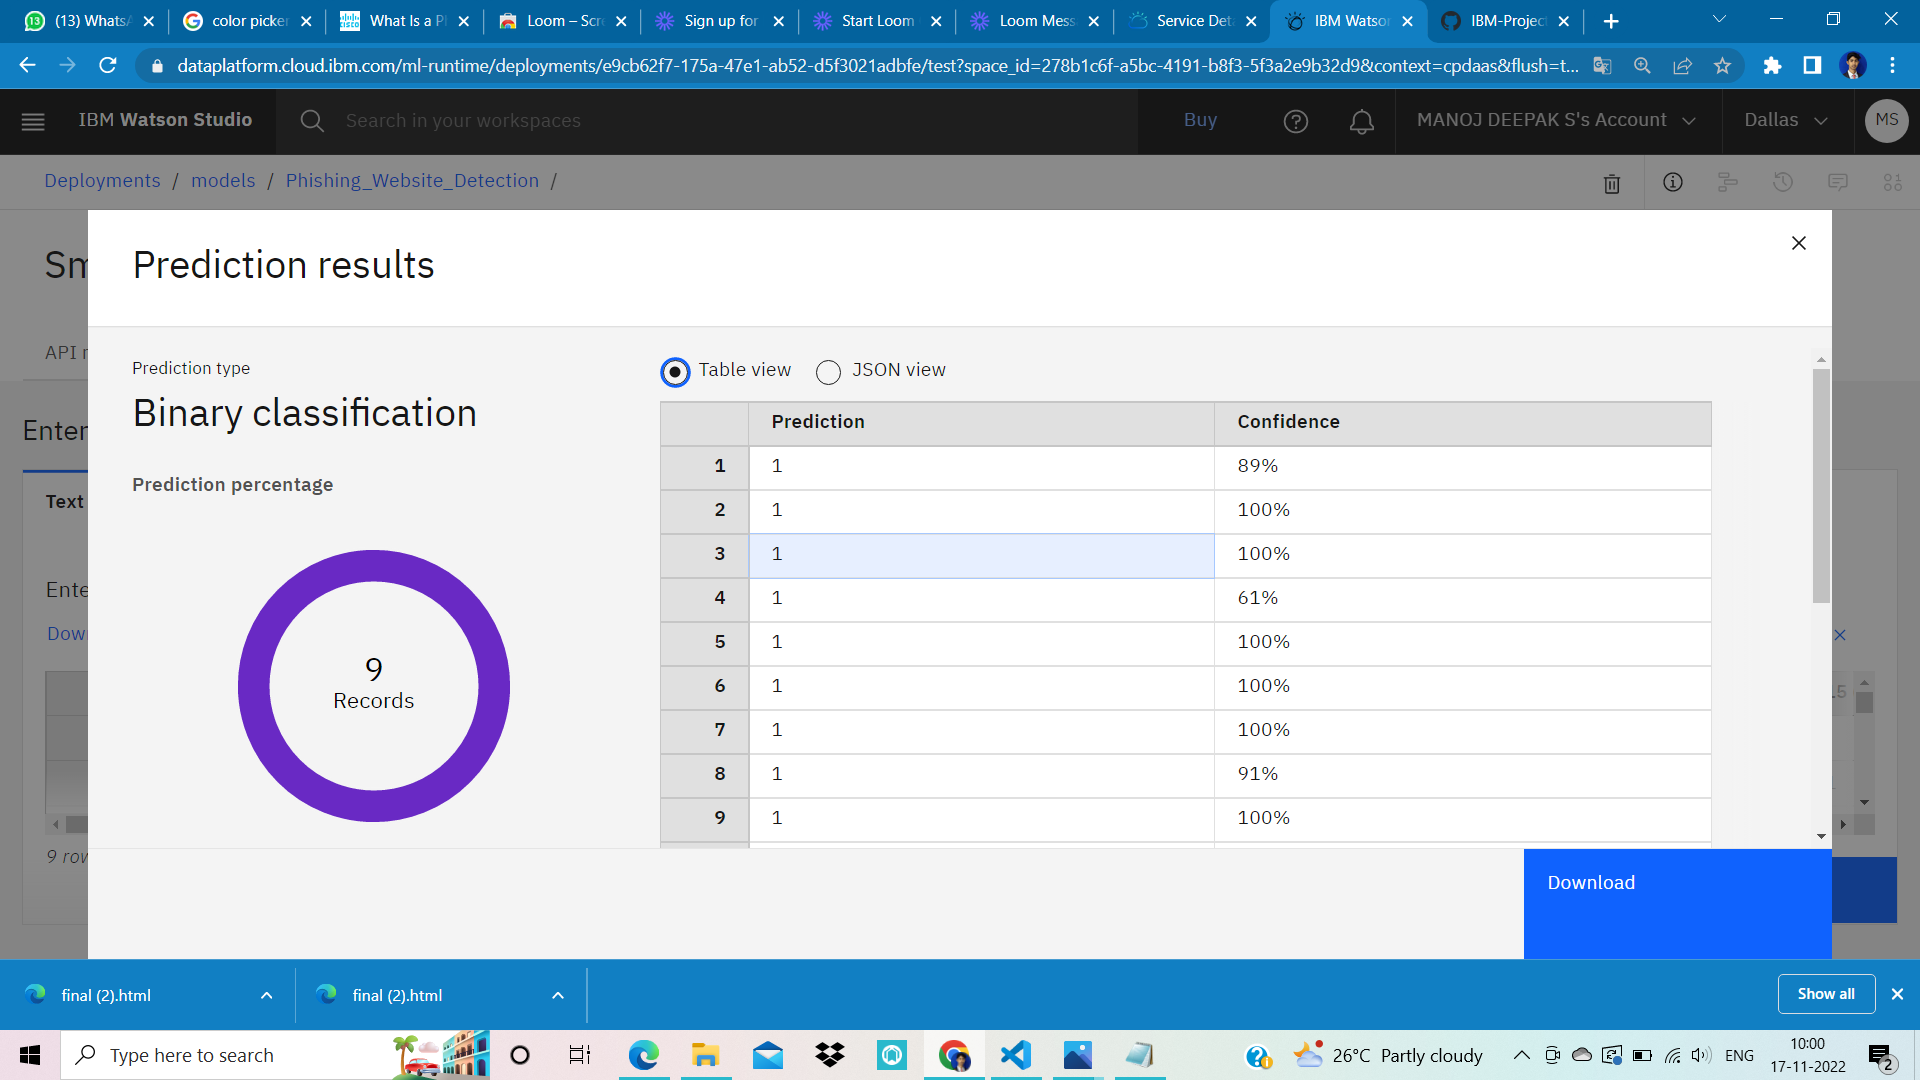 (13) WhatsA
color picker
What Is a Pl
Loom – Scre
Sign up for
Start Loom
Loom Mess
Service Deta
IBM Watson
IBM-Project
dataplatform.cloud.ibm.com/ml-runtime/deployments/e9cb62f7-175a-47e1-ab52-d5f3021adbfe/test?space_id=278b1c6f-a5bc-4191-b8f3-5f3a2e9b32d9&context=cpdaas&flush=t...
IBM Watson Studio
Search in your workspaces
Buy
MANOJ DEEPAK S's Account
Dallas
MS
Deployments / models / Phishing_Website_Detection /
Sm
Prediction results
API r
Enter
Text
Ente
Dow
9 row
15
Prediction type
Binary classification
Prediction percentage
9
Records
Table view
JSON view
Prediction Confidence
1 1 89%
2 1 100%
3 1 100%
4 1 61%
5 1 100%
6 1 100%
7 1 100%
8 1 91%
9 1 100%
Download
final (2).html
final (2).html
Show all
Type here to search
26°C Partly cloudy
ENG
10:00
17-11-2022
2